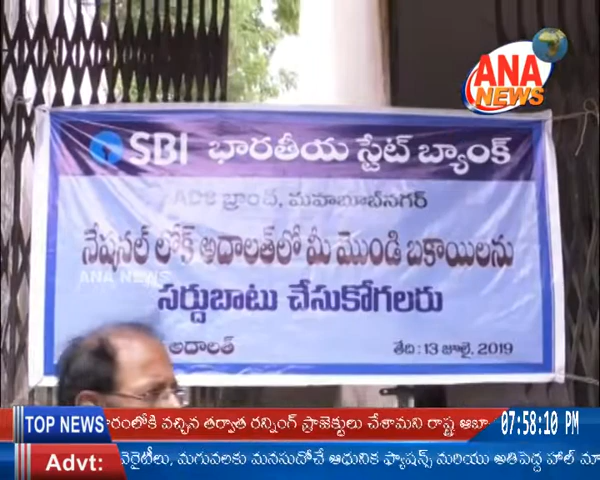 ANA
NEWS
SBI భారతీయ స్టేట్ బ్యాంక్
ADB బ్రాంచ్, మహబూబ్‌నగర్
నేషనల్ లోక్ అదాలత్‌లో మీ మొండి బకాయిలను
ANA NEWS
సర్దుబాటు చేసుకోగలరు
అదాలత్ తేది : 13 జూలై, 2019
TOP NEWS లోకి వచ్చిన తర్వాత రన్నింగ్ ప్రాజెక్టులు చేశామని రాష్ట్ర 07:58:10 PM
Advt: వెరైటీలు, మగువలకు మనసుదోచే ఆధునిక ఫ్యాషన్స్ మరియు అతిపెద్ద హాల్